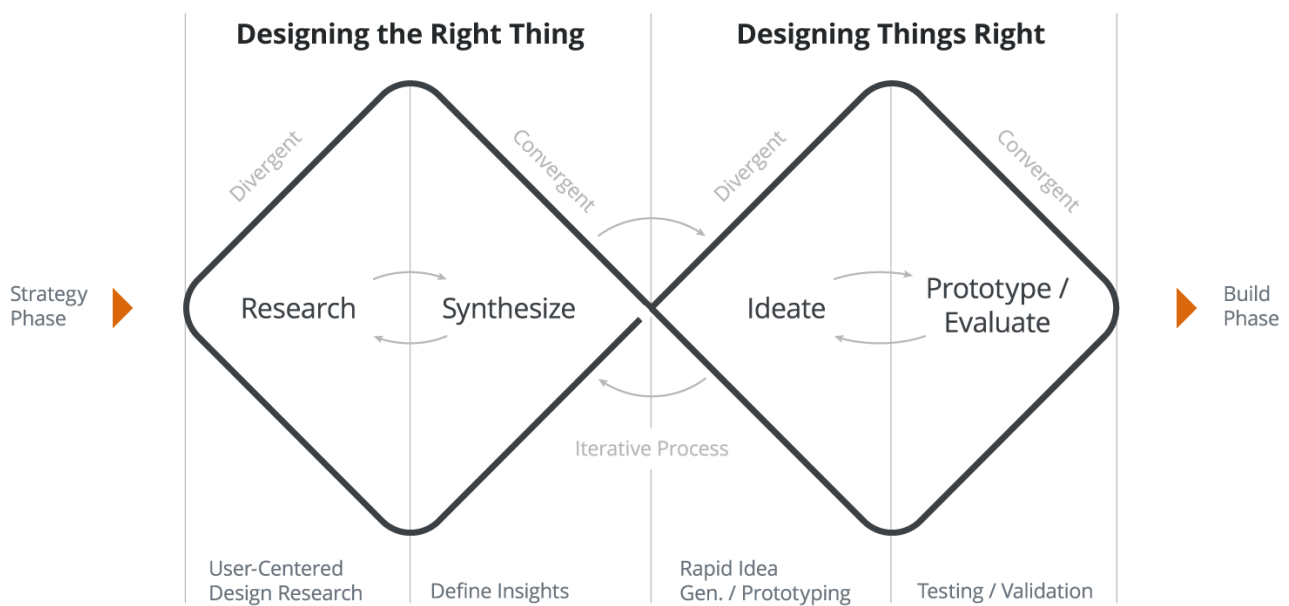 Designing the Right Thing
Designing Things Right
Divergent
Convergent
Divergent
Convergent
Strategy
Phase
Research
Synthesize
Ideate
Prototype /
Evaluate
Build
Phase
Iterative Process
User-Centered
Design Research
Define Insights
Rapid Idea
Gen. / Prototyping
Testing / Validation